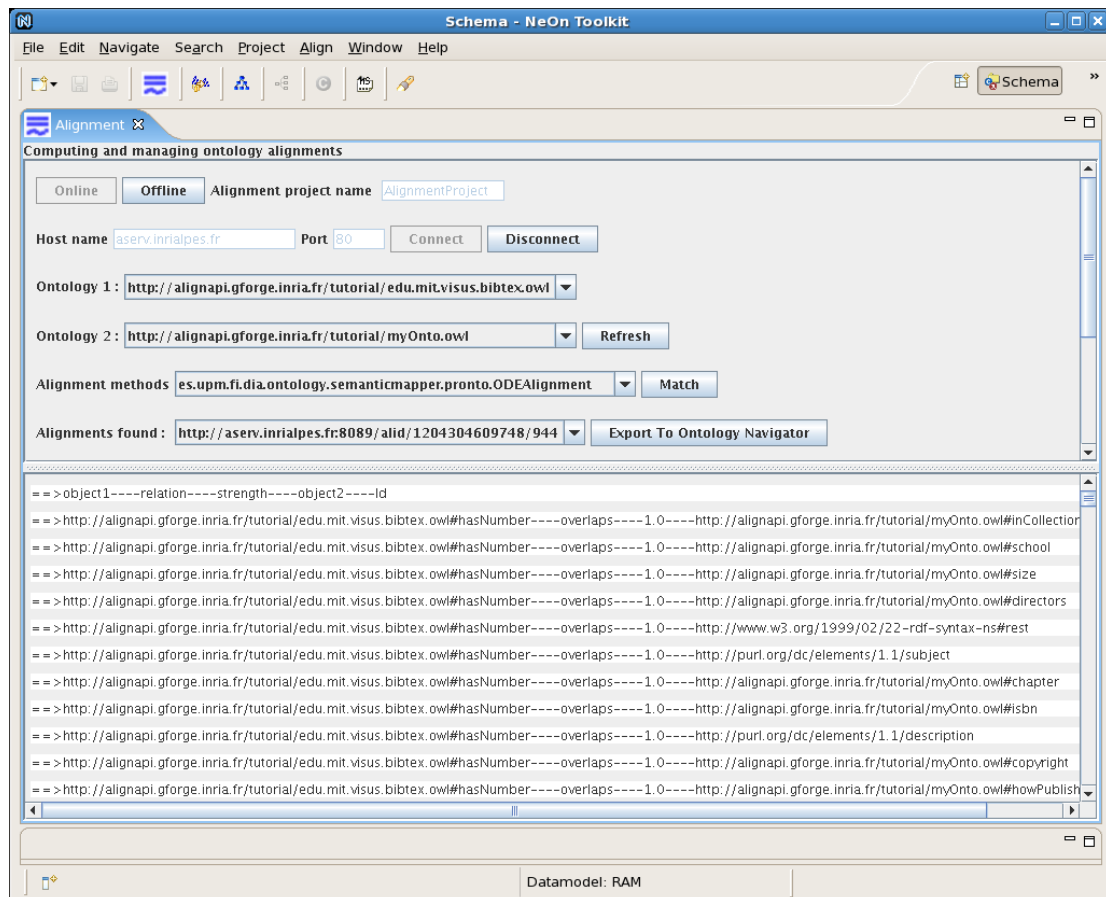 Schema - NeOn Toolkit
File Edit Navigate Search Project Align Window Help
Schema »
Alignment
Computing and managing ontology alignments
Online Offline Alignment project name AlignmentProject
Host name aserv.inrialpes.fr Port 80 Connect Disconnect
Ontology 1 : http://alignapi.gforge.inria.fr/tutorial/edu.mit.visus.bibtex.owl
Ontology 2 : http://alignapi.gforge.inria.fr/tutorial/myOnto.owl Refresh
Alignment methods es.upm.fi.dia.ontology.semanticmapper.pronto.ODEAlignment Match
Alignments found : http://aserv.inrialpes.fr:8089/alid/1204304609748/944 Export To Ontology Navigator
==>object1----relation----strength----object2----Id
==>http://alignapi.gforge.inria.fr/tutorial/edu.mit.visus.bibtex.owl#hasNumber----overlaps----1.0----http://alignapi.gforge.inria.fr/tutorial/myOnto.owl#inCollection
==>http://alignapi.gforge.inria.fr/tutorial/edu.mit.visus.bibtex.owl#hasNumber----overlaps----1.0----http://alignapi.gforge.inria.fr/tutorial/myOnto.owl#school
==>http://alignapi.gforge.inria.fr/tutorial/edu.mit.visus.bibtex.owl#hasNumber----overlaps----1.0----http://alignapi.gforge.inria.fr/tutorial/myOnto.owl#size
==>http://alignapi.gforge.inria.fr/tutorial/edu.mit.visus.bibtex.owl#hasNumber----overlaps----1.0----http://alignapi.gforge.inria.fr/tutorial/myOnto.owl#directors
==>http://alignapi.gforge.inria.fr/tutorial/edu.mit.visus.bibtex.owl#hasNumber----overlaps----1.0----http://www.w3.org/1999/02/22-rdf-syntax-ns#rest
==>http://alignapi.gforge.inria.fr/tutorial/edu.mit.visus.bibtex.owl#hasNumber----overlaps----1.0----http://purl.org/dc/elements/1.1/subject
==>http://alignapi.gforge.inria.fr/tutorial/edu.mit.visus.bibtex.owl#hasNumber----overlaps----1.0----http://alignapi.gforge.inria.fr/tutorial/myOnto.owl#chapter
==>http://alignapi.gforge.inria.fr/tutorial/edu.mit.visus.bibtex.owl#hasNumber----overlaps----1.0----http://alignapi.gforge.inria.fr/tutorial/myOnto.owl#isbn
==>http://alignapi.gforge.inria.fr/tutorial/edu.mit.visus.bibtex.owl#hasNumber----overlaps----1.0----http://purl.org/dc/elements/1.1/description
==>http://alignapi.gforge.inria.fr/tutorial/edu.mit.visus.bibtex.owl#hasNumber----overlaps----1.0----http://alignapi.gforge.inria.fr/tutorial/myOnto.owl#copyright
==>http://alignapi.gforge.inria.fr/tutorial/edu.mit.visus.bibtex.owl#hasNumber----overlaps----1.0----http://alignapi.gforge.inria.fr/tutorial/myOnto.owl#howPublish
Datamodel: RAM